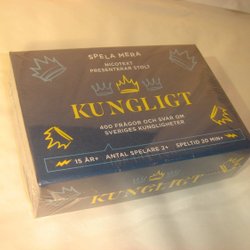 SPELA MERA
NICOTEXT
PRESENTERAR STOLT
KUNGLIGT
400 FRÅGOR OCH SVAR OM
SVERIGES KUNGLIGHETER
15 ÅR+ ANTAL SPELARE 2+ SPELTID 20 MIN+
KUNGLIGT